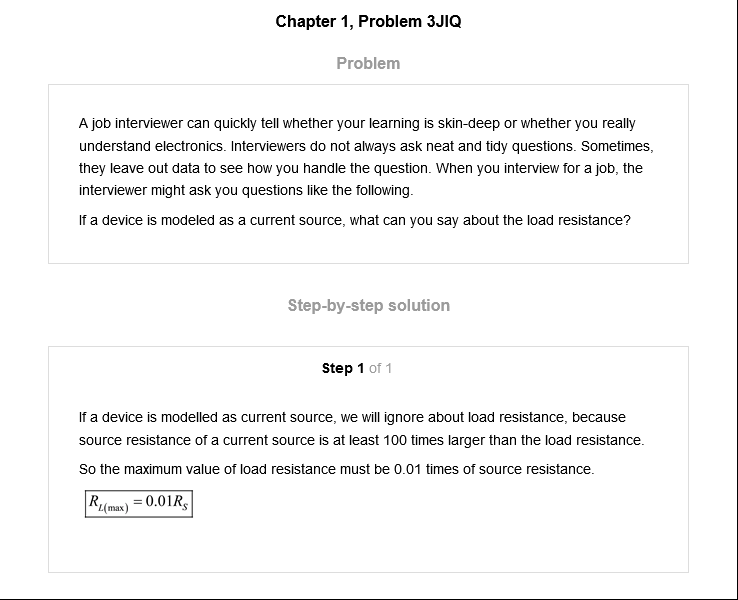 Chapter 1, Problem 3JIQ
Problem
A job interviewer can quickly tell whether your learning is skin-deep or whether you really
understand electronics. Interviewers do not always ask neat and tidy questions. Sometimes,
they leave out data to see how you handle the question. When you interview for a job, the
interviewer might ask you questions like the following.
If a device is modeled as a current source, what can you say about the load resistance?
Step-by-step solution
Step 1 of 1
If a device is modelled as current source, we will ignore about load resistance, because
source resistance of a current source is at least 100 times larger than the load resistance.
So the maximum value of load resistance must be 0.01 times of source resistance.
R_L(max) = 0.01R_S